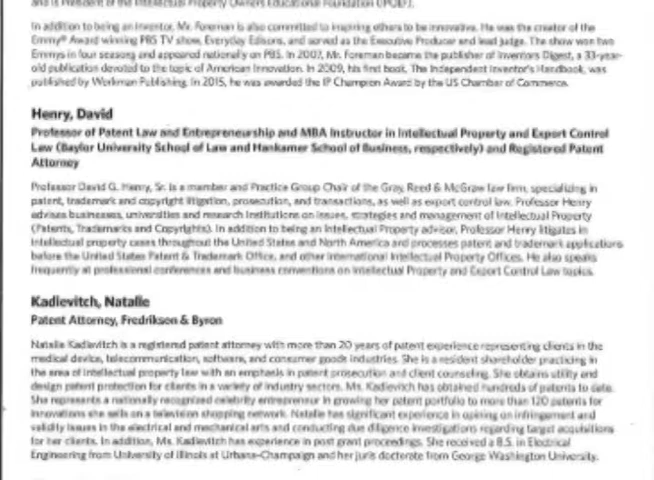 and is President of the Intellectual Property Owners Educational Foundation (IPOEF).
In addition to being an inventor, Mr. Foreman is also committed to inspiring others to be innovative. He was the creator of the
Emmy® Award winning PBS TV show, Everyday Edisons, and served as the Executive Producer and lead judge. The show won two
Emmys in four seasons and appeared nationally on PBS. In 2007, Mr. Foreman became the publisher of Inventors Digest, a 33-year-
old publication devoted to the topic of American Innovation. In 2009, his first book, The Independent Inventor's Handbook, was
published by Workman Publishing. In 2015, he was awarded the IP Champion Award by the US Chamber of Commerce.
Henry, David
Professor of Patent Law and Entrepreneurship and MBA Instructor in Intellectual Property and Export Control
Law (Baylor University School of Law and Hankamer School of Business, respectively) and Registered Patent
Attorney
Professor David G. Henry, Sr. is a member and Practice Group Chair of the Gray, Reed & McGraw law firm, specializing in
patent, trademark and copyright litigation, prosecution, and transactions, as well as export control law. Professor Henry
advises businesses, universities and research institutions on issues, strategies and management of Intellectual Property
(Patents, Trademarks and Copyrights). In addition to being an Intellectual Property advisor, Professor Henry litigates in
intellectual property cases throughout the United States and North America and processes patent and trademark applications
before the United States Patent & Trademark Office, and other international Intellectual Property Offices. He also speaks
frequently at professional conferences and business conventions on Intellectual Property and Export Control Law topics.
Kadievitch, Natalie
Patent Attorney, Fredrikson & Byron
Natalie Kadievitch is a registered patent attorney with more than 20 years of patent experience representing clients in the
medical device, telecommunication, software, and consumer goods industries. She is a resident shareholder practicing in
the area of intellectual property law with an emphasis in patent prosecution and client counseling. She obtains utility and
design patent protection for clients in a variety of industry sectors. Ms. Kadievitch has obtained hundreds of patents to date.
She represents a nationally recognized celebrity entrepreneur in growing her patent portfolio to more than 120 patents for
innovations she sells on a television shopping network. Natalie has significant experience in opining on infringement and
validity issues in the electrical and mechanical arts and conducting due diligence investigations regarding target acquisitions
for her clients. In addition, Ms. Kadievitch has experience in post grant proceedings. She received a B.S. in Electrical
Engineering from University of Illinois at Urbana-Champaign and her juris doctorate from George Washington University.